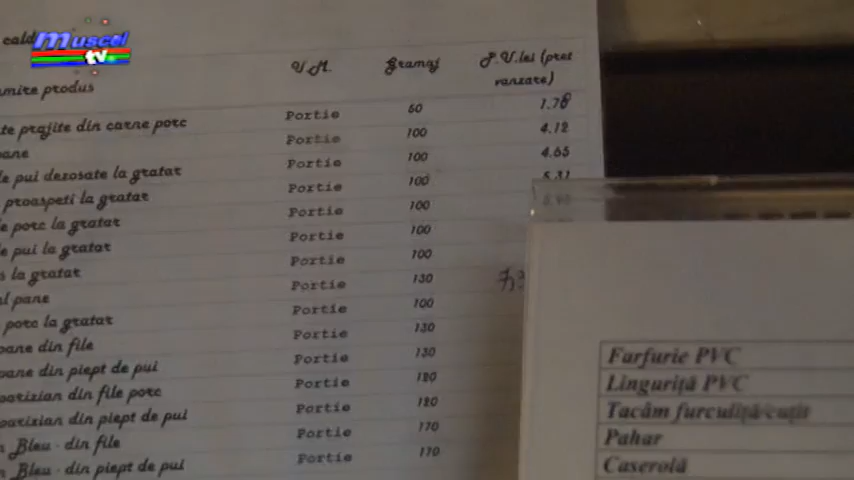 muscel
tv
cald
U.M.
Gramaj
P.V.lei (pret
vanzare)
produs
prajite din carne porc Portie 60 1.78
pane Portie 100 4.12
pui dezosate la gratar Portie 100 4.65
proaspeti la gratar Portie 100 5.31
porc la gratar Portie 100
pui la gratar Portie 100
la gratar Portie 100
pane Portie 130
porc la gratar Portie 100
pane din file Portie 130
pane din piept de pui Portie 130
parizian din file porc Portie 120
parizian din piept de pui Portie 120
Bleu - din file Portie 170
Bleu - din piept de pui Portie 170
Farfurie PVC
Linguriță PVC
Tacâm furculiță/cuțit
Pahar
Caserolă